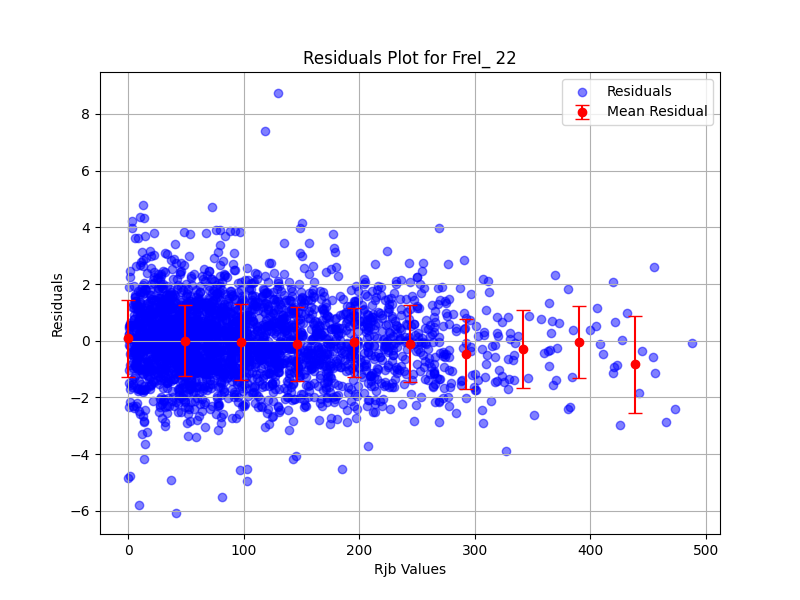 Residuals Plot for FreI_ 22
Residuals
Mean Residual
Residuals
8
6
4
2
0
−2
−4
−6
0 100 200 300 400 500
Rjb Values